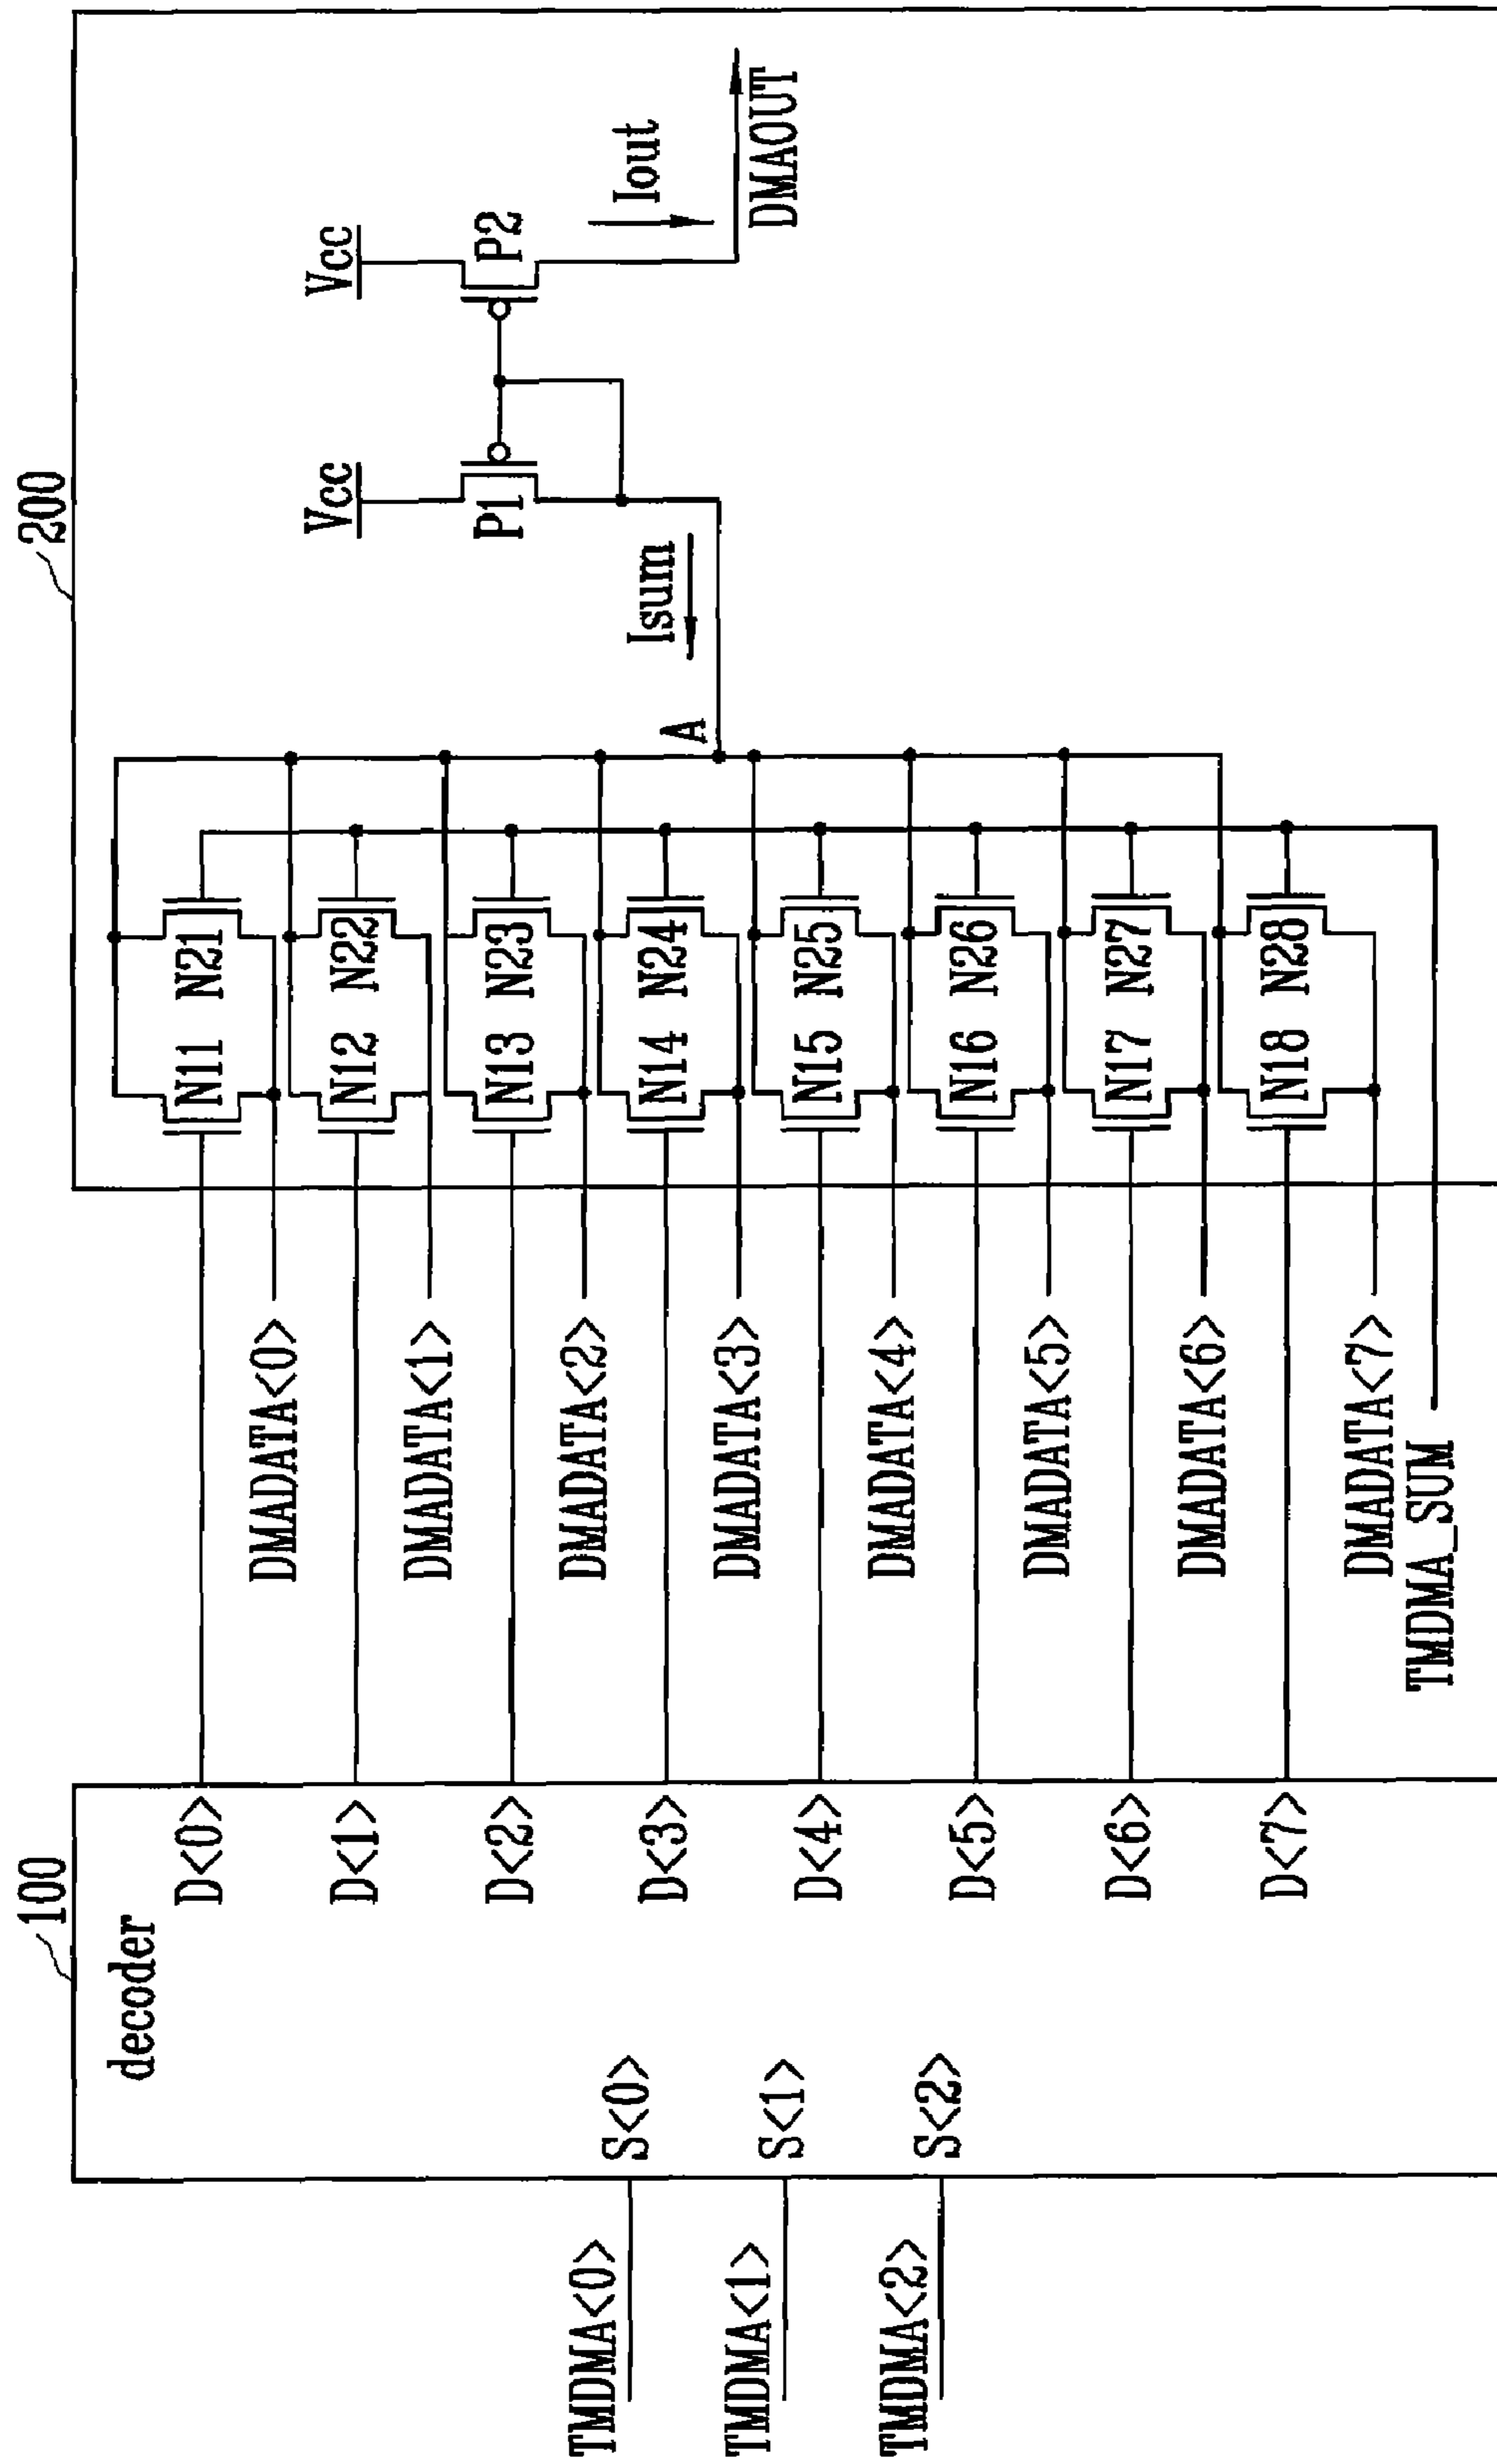 100
200
decoder
TMDMA<0>
TMDMA<1>
TMDMA<2>
S<0>
S<1>
S<2>
D<0>
D<1>
D<2>
D<3>
D<4>
D<5>
D<6>
D<7>
DMADATA<0>
DMADATA<1>
DMADATA<2>
DMADATA<3>
DMADATA<4>
DMADATA<5>
DMADATA<6>
DMADATA<7>
TMDMA_SUM
N11 N21
N12 N22
N13 N23
N14 N24
N15 N25
N16 N26
N17 N27
N18 N28
A
Isum
Vcc
P1
Vcc
P2
Iout
DMAOUT